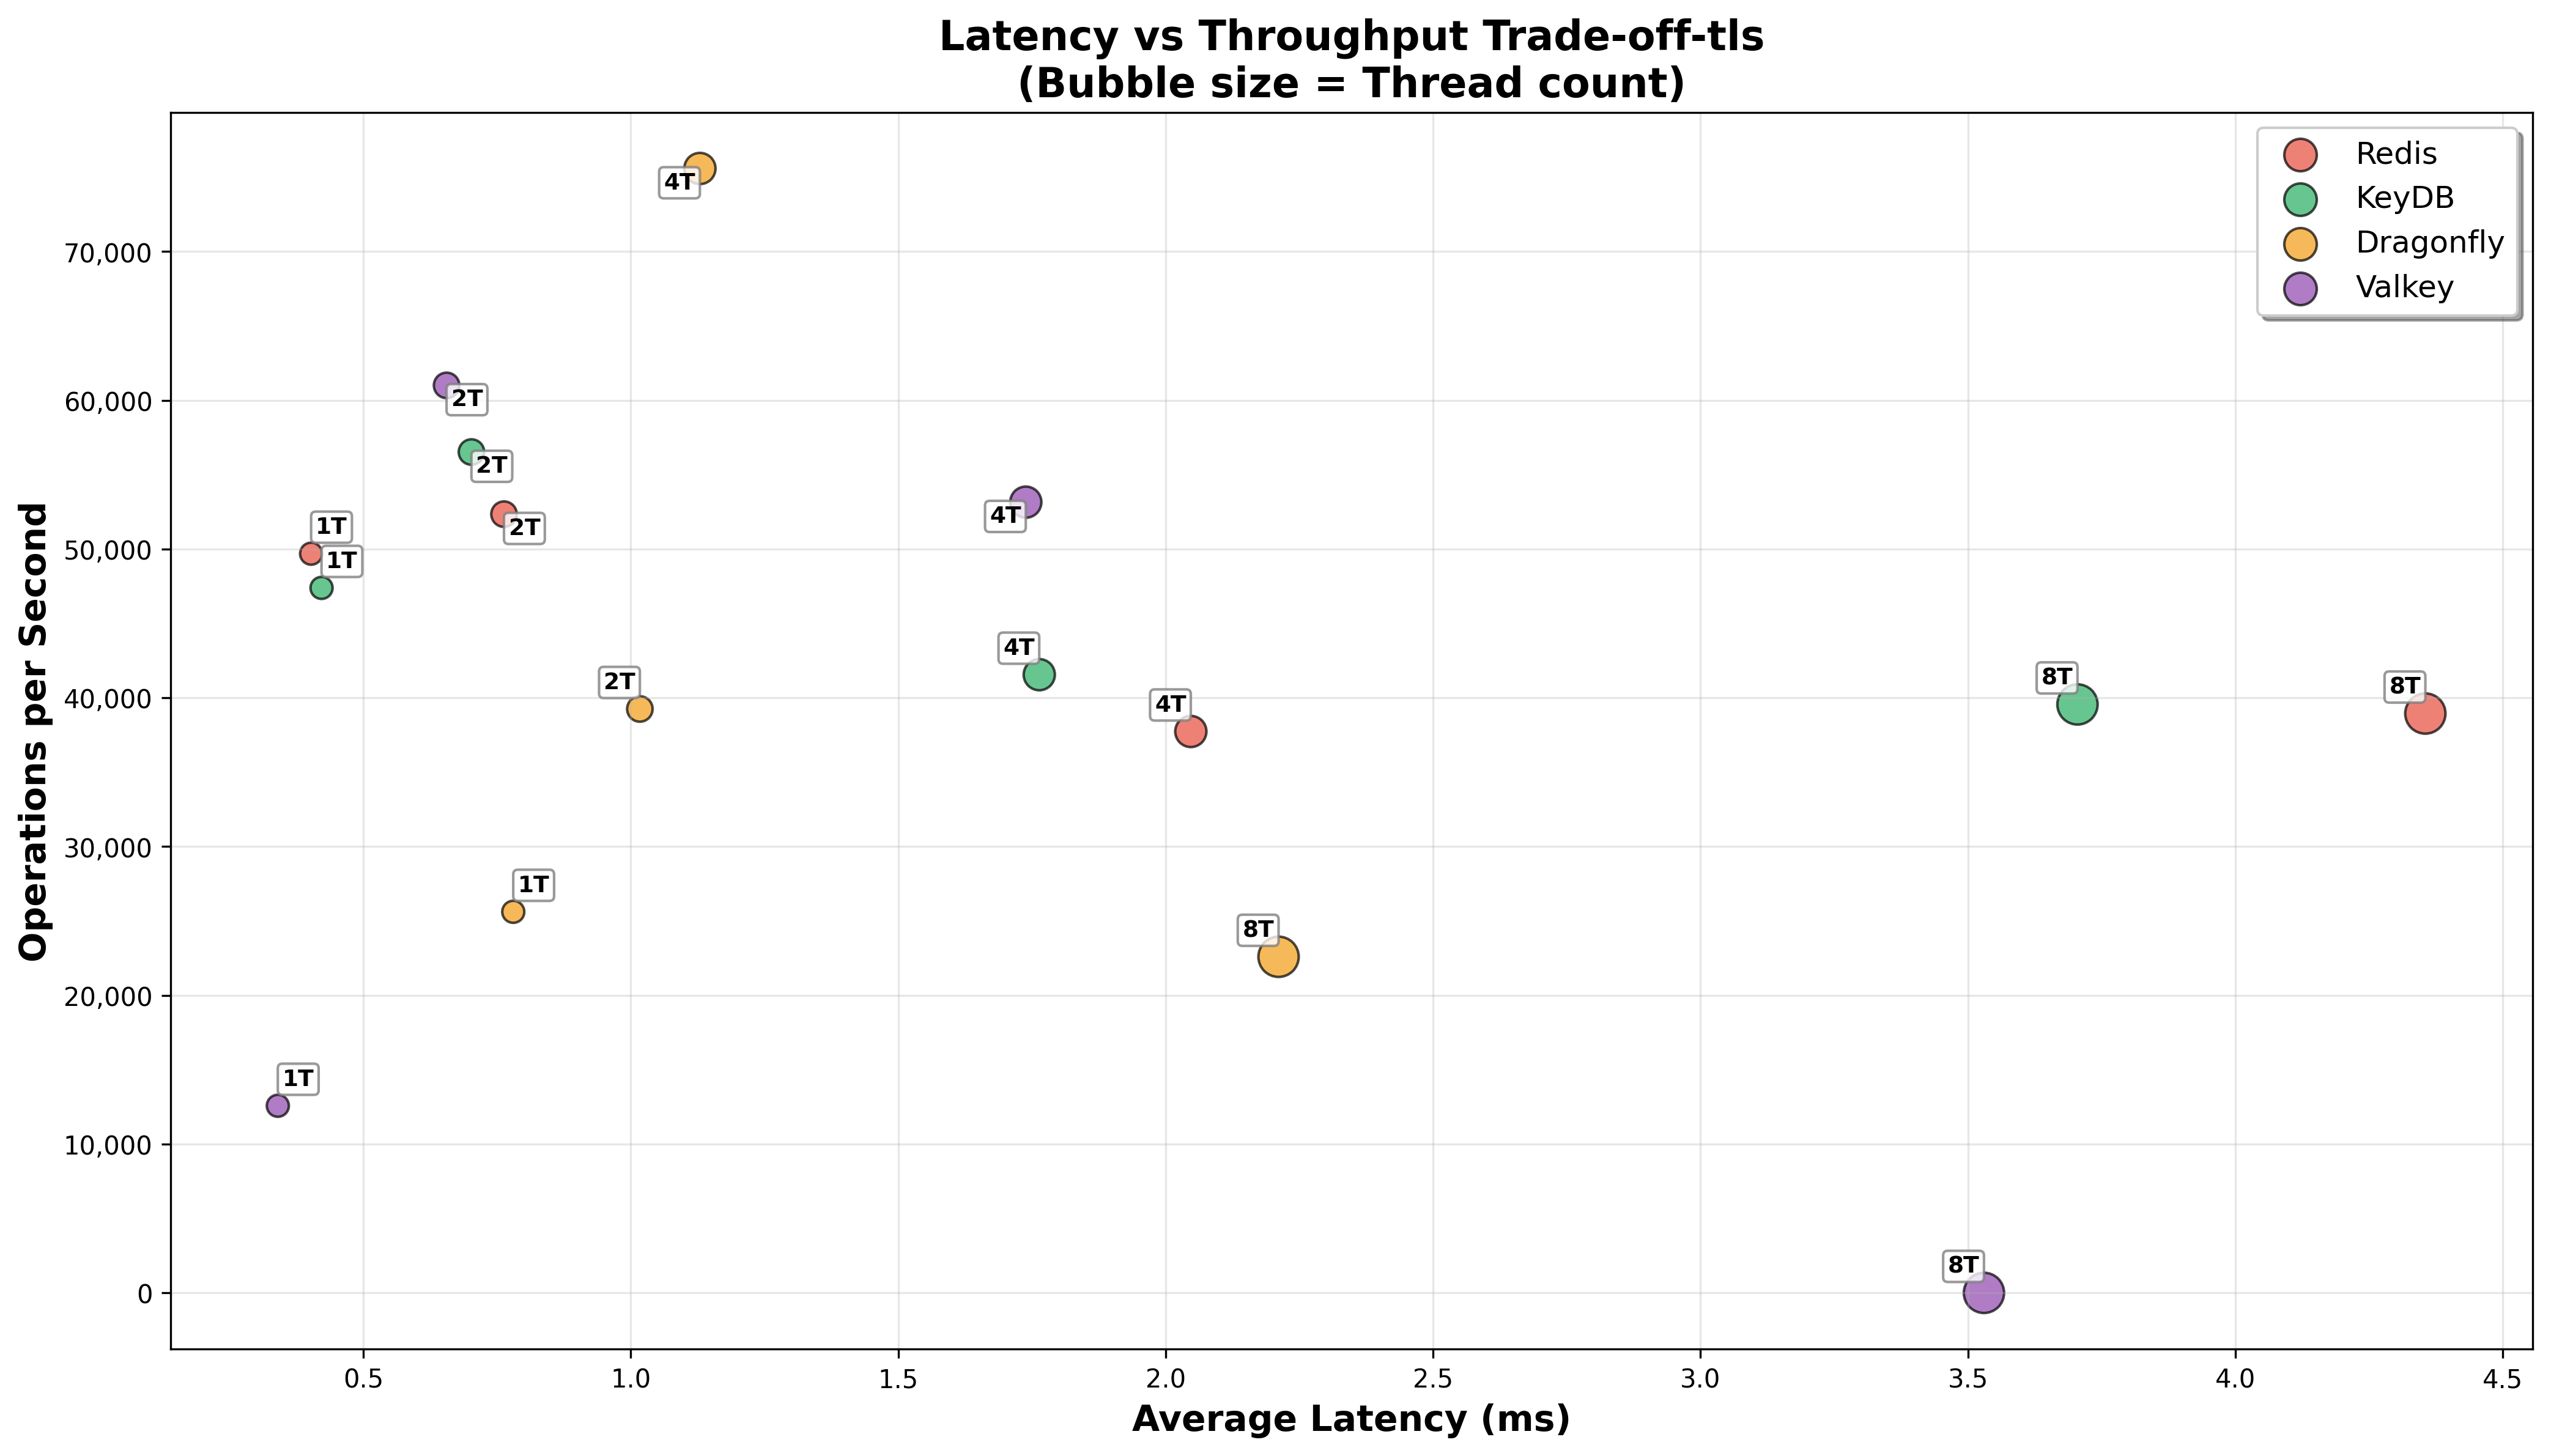 Latency vs Throughput Trade-off-tls
(Bubble size = Thread count)
Redis
KeyDB
Dragonfly
Valkey
4T
2T
2T
2T
1T
1T
4T
4T
2T
4T
8T
8T
1T
8T
1T
8T
70,000
60,000
50,000
40,000
30,000
20,000
10,000
0
Operations per Second
0.5
1.0
1.5
2.0
2.5
3.0
3.5
4.0
4.5
Average Latency (ms)